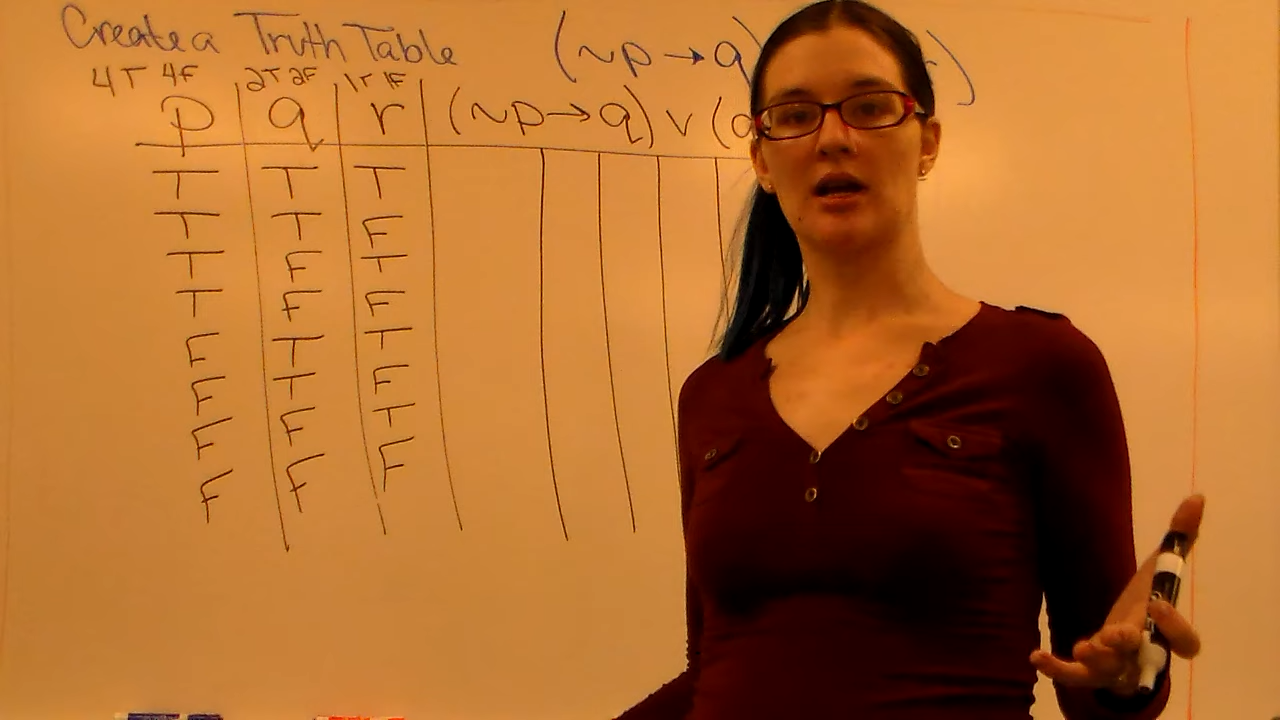 Create a Truth Table (~p→q)
4T 4F 2T 2F 1T 1F
p q r (~p→q) v (q
T T T
T T F
T F T
T F F
F T T
F T F
F F T
F F F